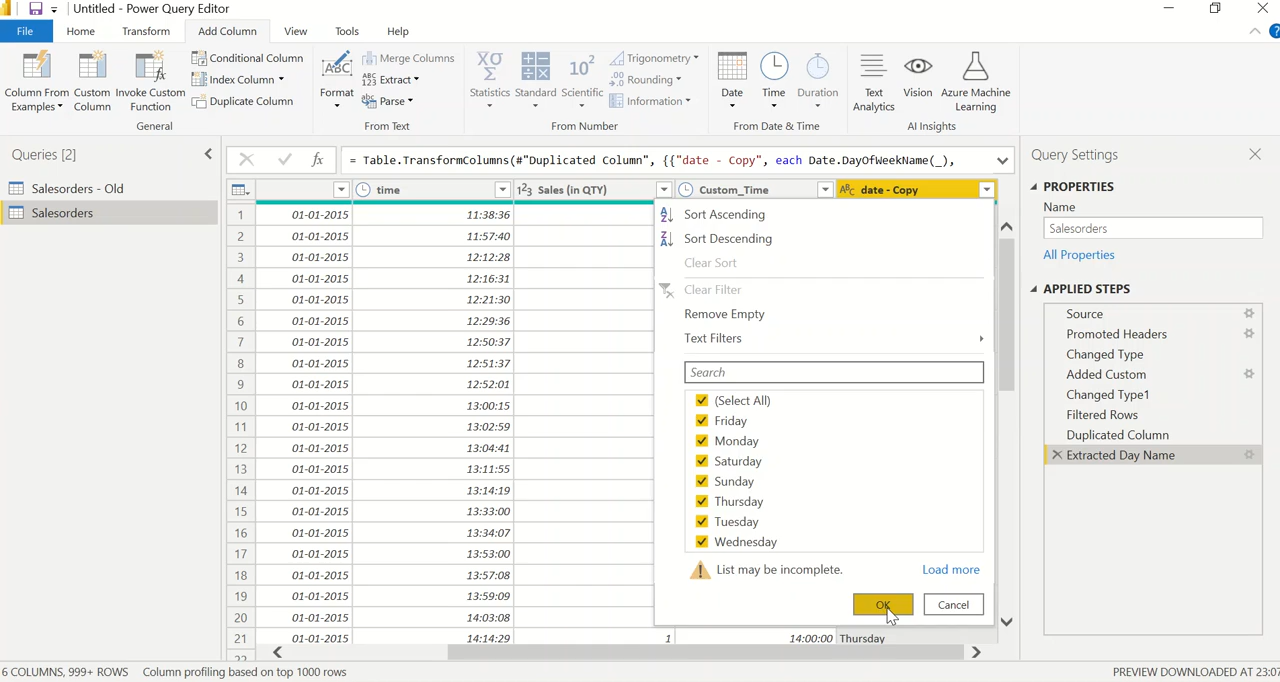 Untitled - Power Query Editor
File Home Transform Add Column View Tools Help
Column From Examples
Custom Column
Invoke Custom Function
Conditional Column
Index Column
Duplicate Column
General
ABC
Format
Merge Columns
ABC 123 Extract
abc Parse
From Text
XΟ Σ
Statistics
Standard
10²
Scientific
Trigonometry
Rounding
Information
From Number
Date
Time
Duration
From Date & Time
Text Analytics
Vision
Azure Machine Learning
AI Insights
Queries [2]
Salesorders - Old
Salesorders
fx
= Table.TransformColumns(#"Duplicated Column", {{"date - Copy", each Date.DayOfWeekName(_),
time 1²3 Sales (in QTY) Custom_Time ABC date - Copy
1 01-01-2015 11:38:36
2 01-01-2015 11:57:40
3 01-01-2015 12:12:28
4 01-01-2015 12:16:31
5 01-01-2015 12:21:30
6 01-01-2015 12:29:36
7 01-01-2015 12:50:37
8 01-01-2015 12:51:37
9 01-01-2015 12:52:01
10 01-01-2015 13:00:15
11 01-01-2015 13:02:59
12 01-01-2015 13:04:41
13 01-01-2015 13:11:55
14 01-01-2015 13:14:19
15 01-01-2015 13:33:00
16 01-01-2015 13:34:07
17 01-01-2015 13:53:00
18 01-01-2015 13:57:08
19 01-01-2015 13:59:09
20 01-01-2015 14:03:08
21 01-01-2015 14:14:29 1 14:00:00 Thursday
22
Sort Ascending
Sort Descending
Clear Sort
Clear Filter
Remove Empty
Text Filters
Search
(Select All)
Friday
Monday
Saturday
Sunday
Thursday
Tuesday
Wednesday
List may be incomplete. Load more
OK Cancel
Query Settings
PROPERTIES
Name
Salesorders
All Properties
APPLIED STEPS
Source
Promoted Headers
Changed Type
Added Custom
Changed Type1
Filtered Rows
Duplicated Column
Extracted Day Name
6 COLUMNS, 999+ ROWS Column profiling based on top 1000 rows PREVIEW DOWNLOADED AT 23:07